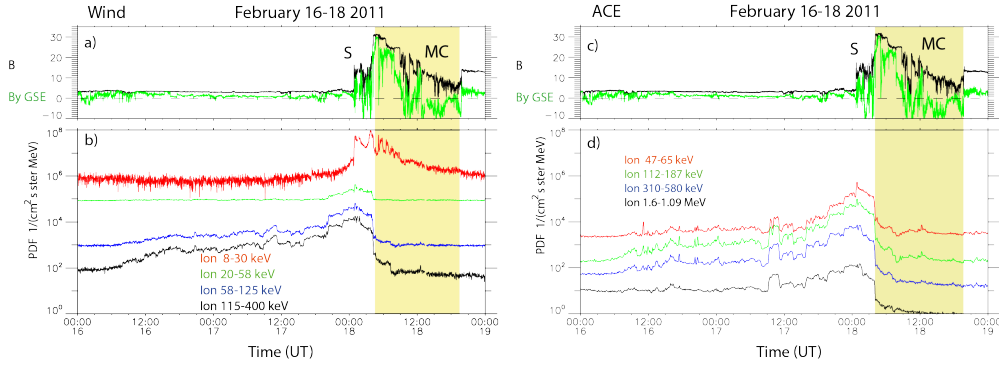 Wind
February 16-18 2011
a)
S
MC
B
By GSE
30
20
10
0
-10
b)
PDF 1/(cm² s ster MeV)
10⁸
10⁶
10⁴
10²
10⁰
Ion 8-30 keV
Ion 20-58 keV
Ion 58-125 keV
Ion 115-400 keV
00:00 12:00 00:00 12:00 00:00 12:00 00:00
16 16 17 17 18 18 19
Time (UT)
ACE
February 16-18 2011
c)
S
MC
B
By GSE
30
20
10
0
-10
d)
PDF 1/(cm² s ster MeV)
10⁸
10⁶
10⁴
10²
10⁰
Ion 47-65 keV
Ion 112-187 keV
Ion 310-580 keV
Ion 1.6-1.09 MeV
00:00 12:00 00:00 12:00 00:00 12:00 00:00
16 16 17 17 18 18 19
Time (UT)